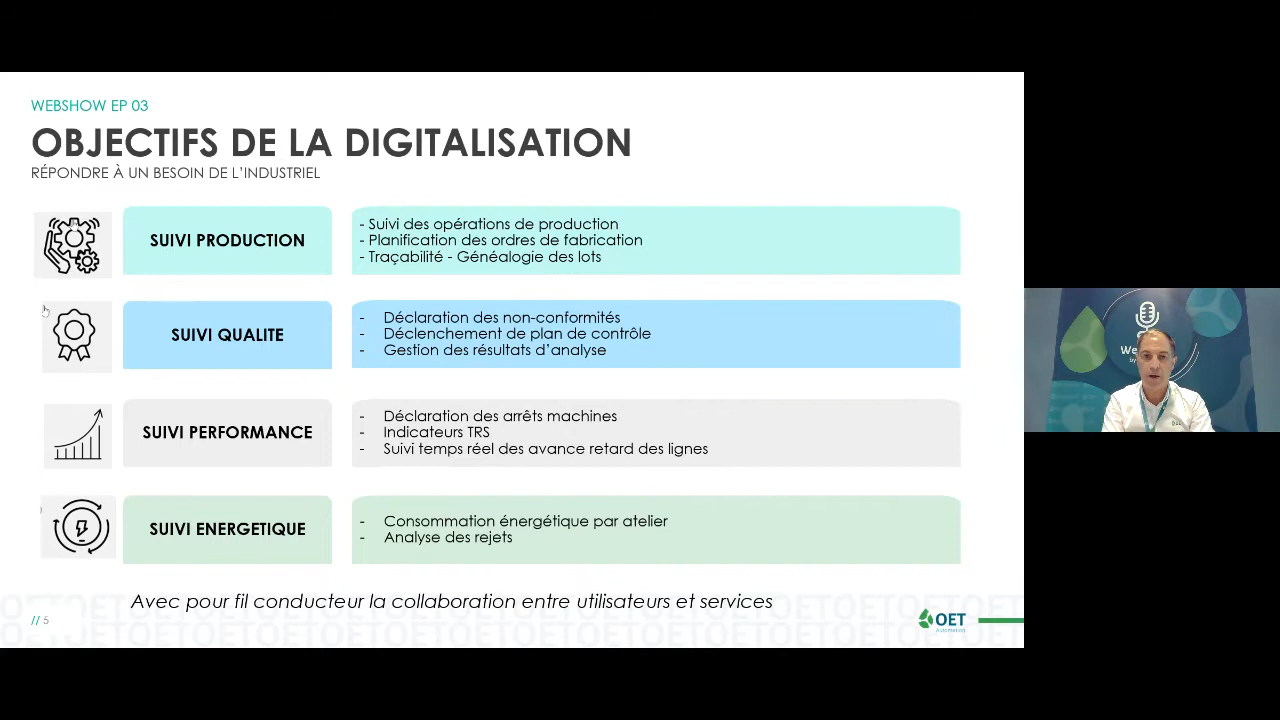 WEBSHOW EP 03
OBJECTIFS DE LA DIGITALISATION
RÉPONDRE À UN BESOIN DE L'INDUSTRIEL
SUIVI PRODUCTION
- Suivi des opérations de production
- Planification des ordres de fabrication
- Traçabilité - Généalogie des lots
SUIVI QUALITE
- Déclaration des non-conformités
- Déclenchement de plan de contrôle
- Gestion des résultats d'analyse
SUIVI PERFORMANCE
- Déclaration des arrêts machines
- Indicateurs TRS
- Suivi temps réel des avance retard des lignes
SUIVI ENERGETIQUE
- Consommation énergétique par atelier
- Analyse des rejets
Avec pour fil conducteur la collaboration entre utilisateurs et services
// 5
OET
Automation